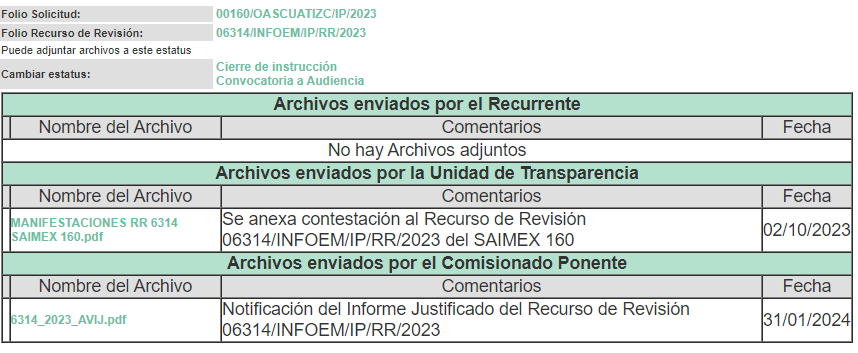 Folio Solicitud: 00160/OASCUATIZC/IP/2023
Folio Recurso de Revisión: 06314/INFOEM/IP/RR/2023
Puede adjuntar archivos a este estatus
Cambiar estatus: Cierre de instrucción
Convocatoria a Audiencia
Archivos enviados por el Recurrente
Nombre del Archivo Comentarios Fecha
No hay Archivos adjuntos
Archivos enviados por la Unidad de Transparencia
Nombre del Archivo Comentarios Fecha
MANIFESTACIONES RR 6314 SAIMEX 160.pdf Se anexa contestación al Recurso de Revisión 06314/INFOEM/IP/RR/2023 del SAIMEX 160 02/10/2023
Archivos enviados por el Comisionado Ponente
Nombre del Archivo Comentarios Fecha
6314_2023_AVIJ.pdf Notificación del Informe Justificado del Recurso de Revisión 06314/INFOEM/IP/RR/2023 31/01/2024